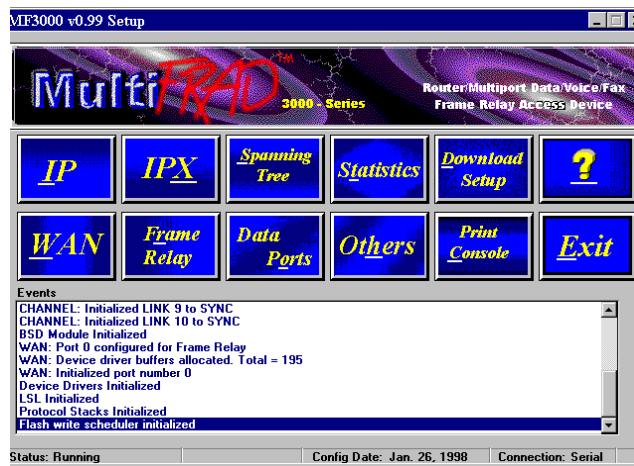 MF3000 v0.99 Setup
MultiFRAD™
3000 - Series
Router/Multiport Data/Voice/Fax
Frame Relay Access Device
IP
IPX
Spanning
Tree
Statistics
Download
Setup
?
WAN
Frame
Relay
Data
Ports
Others
Print
Console
Exit
Events
CHANNEL: Initialized LINK 9 to SYNC
CHANNEL: Initialized LINK 10 to SYNC
BSD Module Initialized
WAN: Port 0 configured for Frame Relay
WAN: Device driver buffers allocated. Total = 195
WAN: Initialized port number 0
Device Drivers Initialized
LSL Initialized
Protocol Stacks Initialized
Flash write scheduler initialized
Status: Running
Config Date: Jan. 26, 1998
Connection: Serial